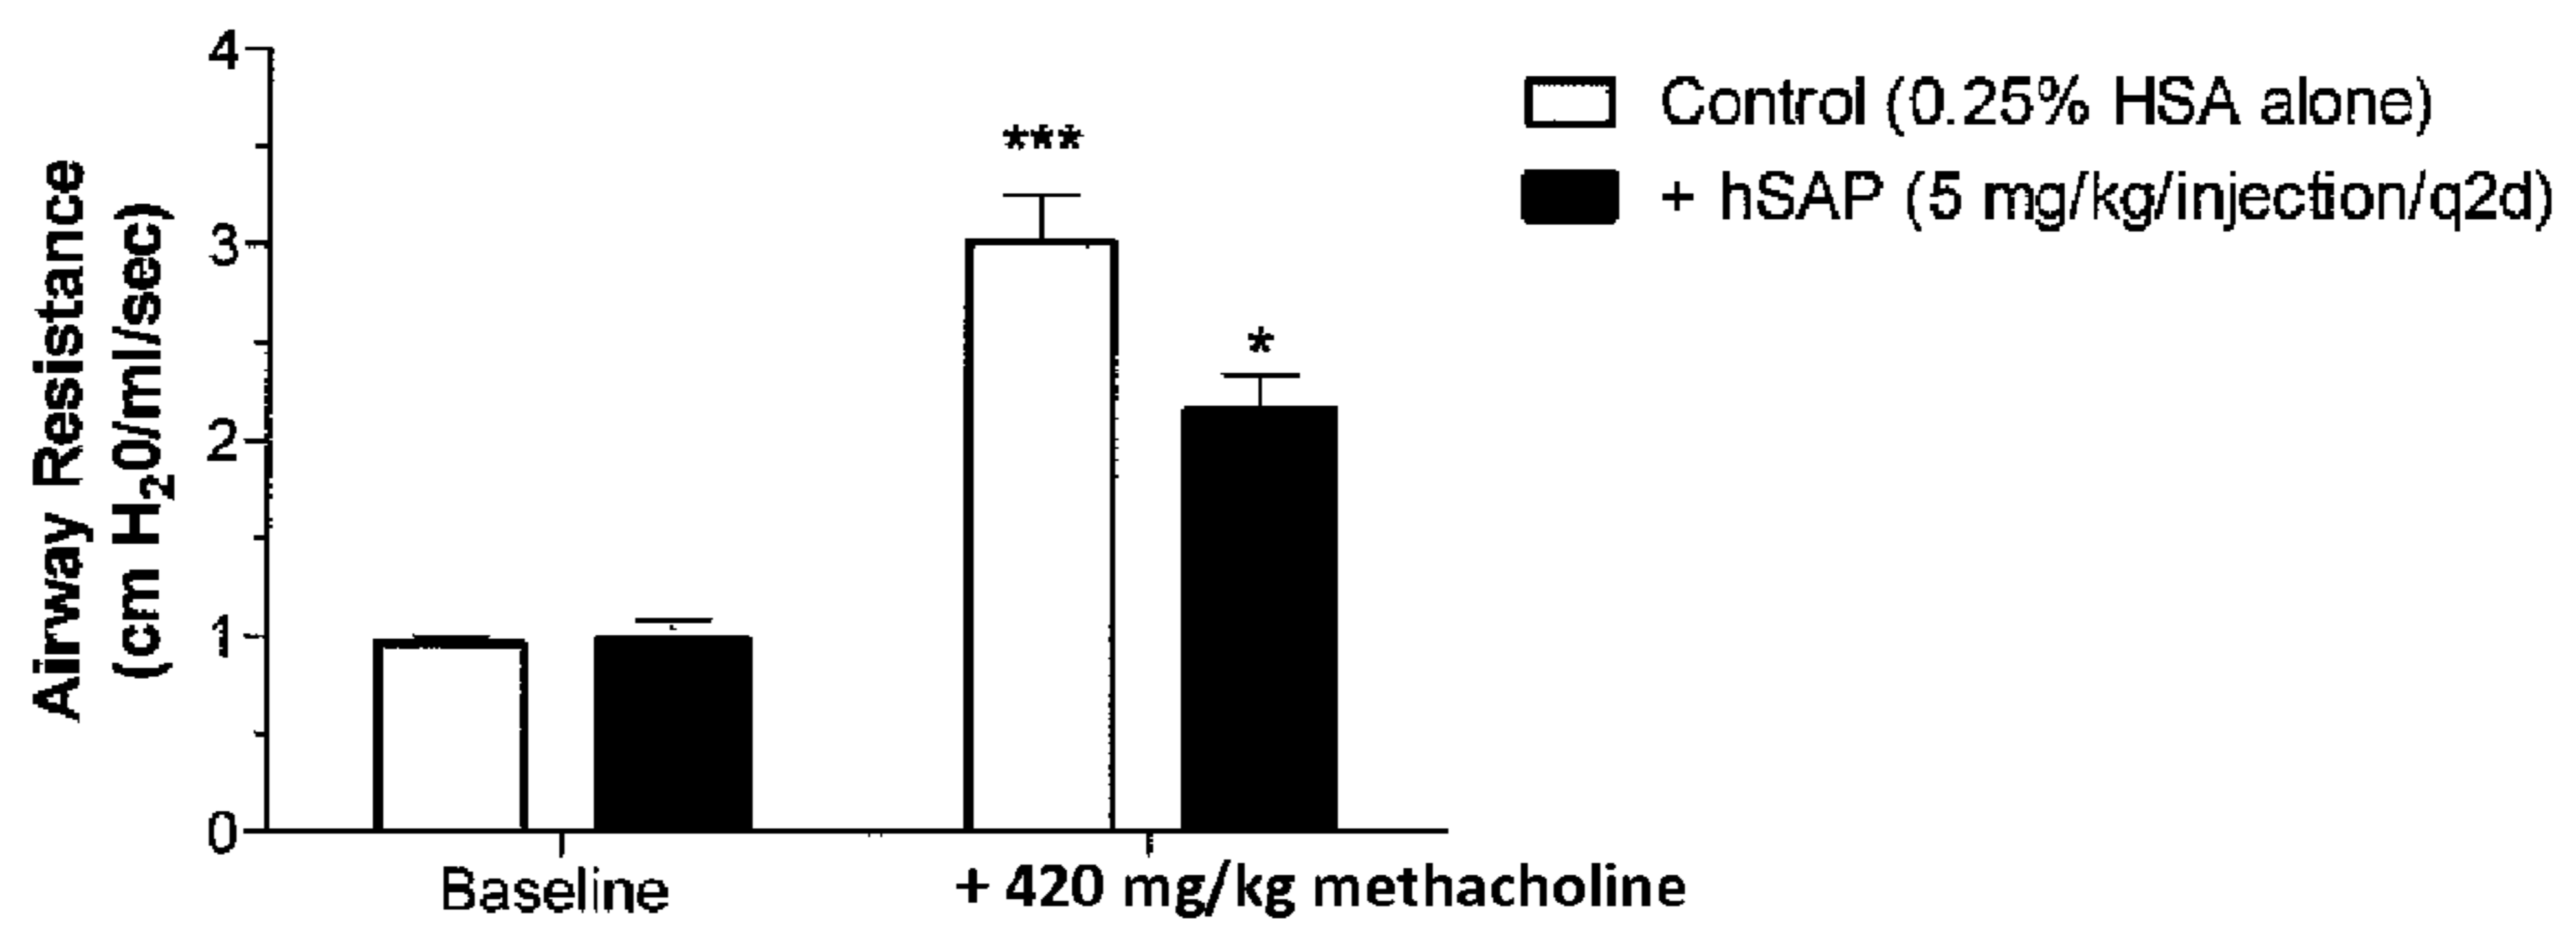 4
3
2
1
0
Airway Resistance
(cm H₂0/ml/sec)
***
*
Baseline
+ 420 mg/kg methacholine
Control (0.25% HSA alone)
+ hSAP (5 mg/kg/injection/q2d)